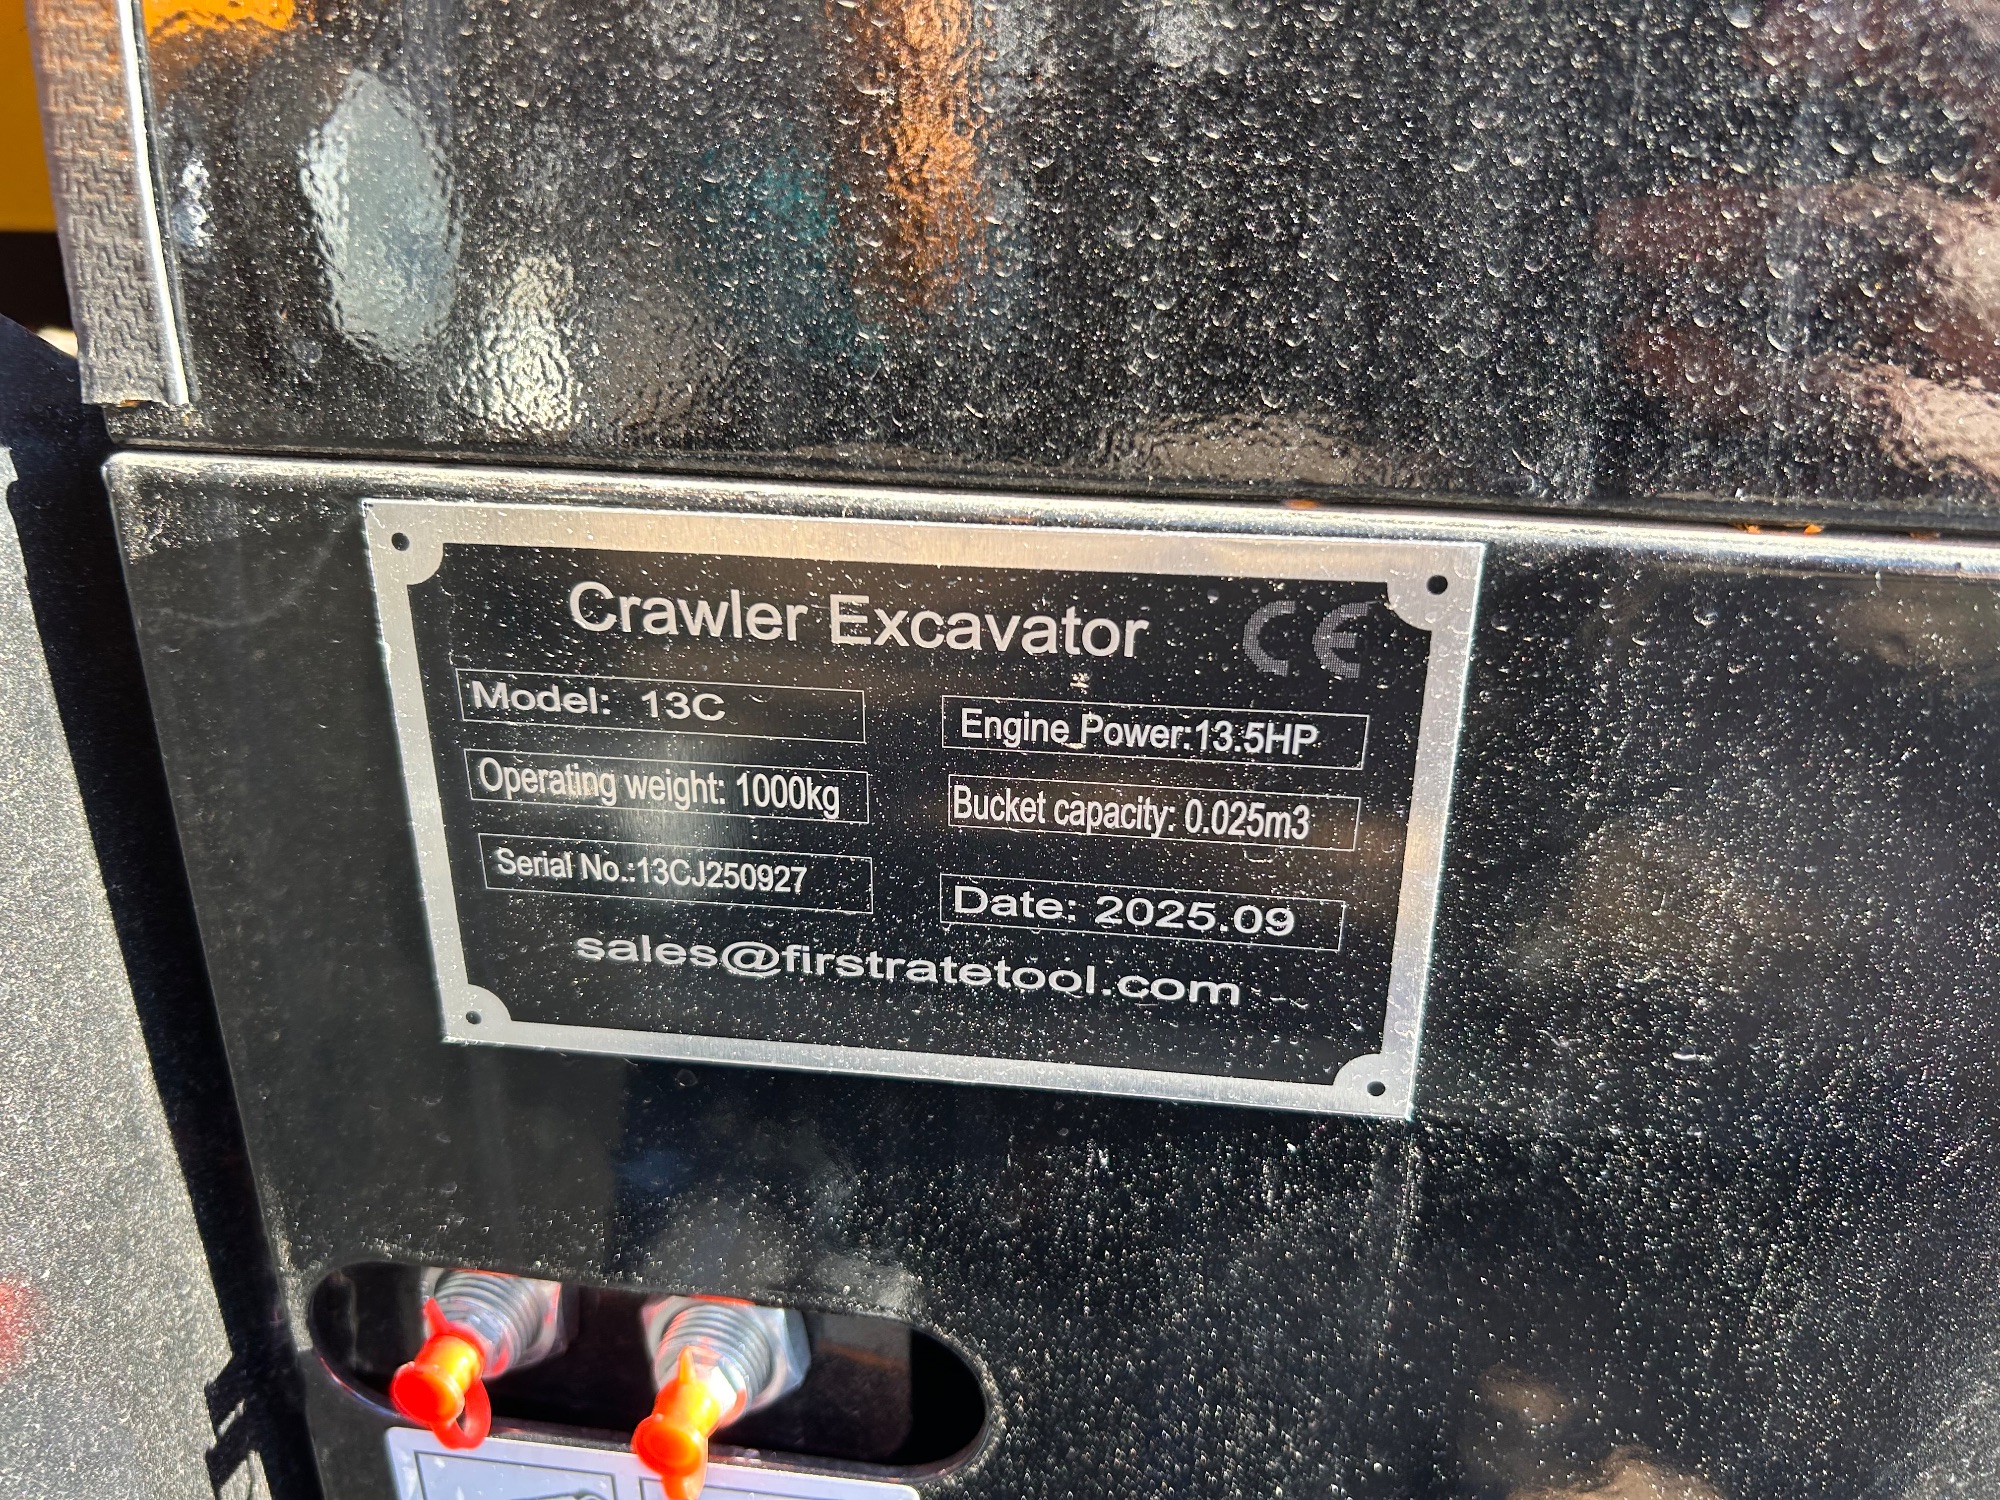 Crawler Excavator CE
Model: 13C
Engine Power:13.5HP
Operating weight: 1000kg
Bucket capacity: 0.025m3
Serial No.:13CJ250927
Date: 2025.09
sales@firstratetool.com